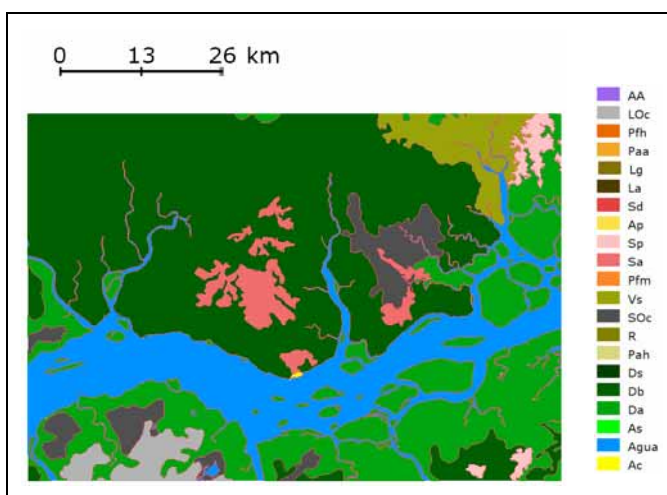 0 13 26 km
AA
LOc
Pfh
Paa
Lg
La
Sd
Ap
Sp
Sa
Pfm
Vs
SOc
R
Pah
Ds
Db
Da
As
Agua
Ac